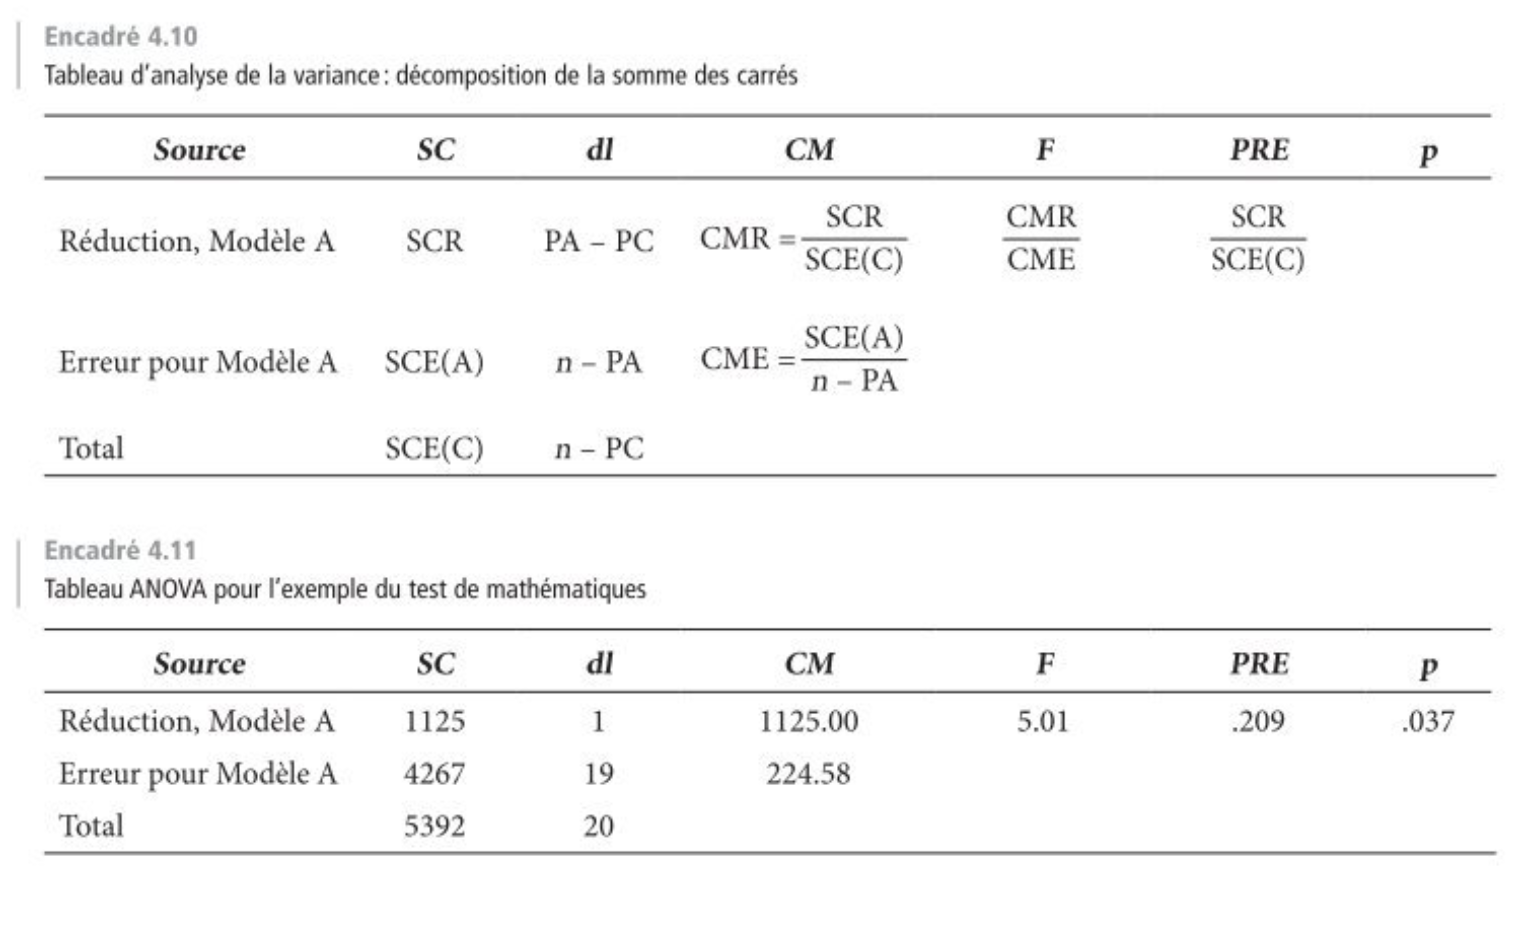 Encadré 4.10
Tableau d'analyse de la variance : décomposition de la somme des carrés
Source SC dl CM F PRE p
Réduction, Modèle A SCR PA – PC CMR = SCR / SCE(C) CMR / CME SCR / SCE(C)
Erreur pour Modèle A SCE(A) n – PA CME = SCE(A) / n – PA
Total SCE(C) n – PC
Encadré 4.11
Tableau ANOVA pour l'exemple du test de mathématiques
Source SC dl CM F PRE p
Réduction, Modèle A 1125 1 1125.00 5.01 .209 .037
Erreur pour Modèle A 4267 19 224.58
Total 5392 20